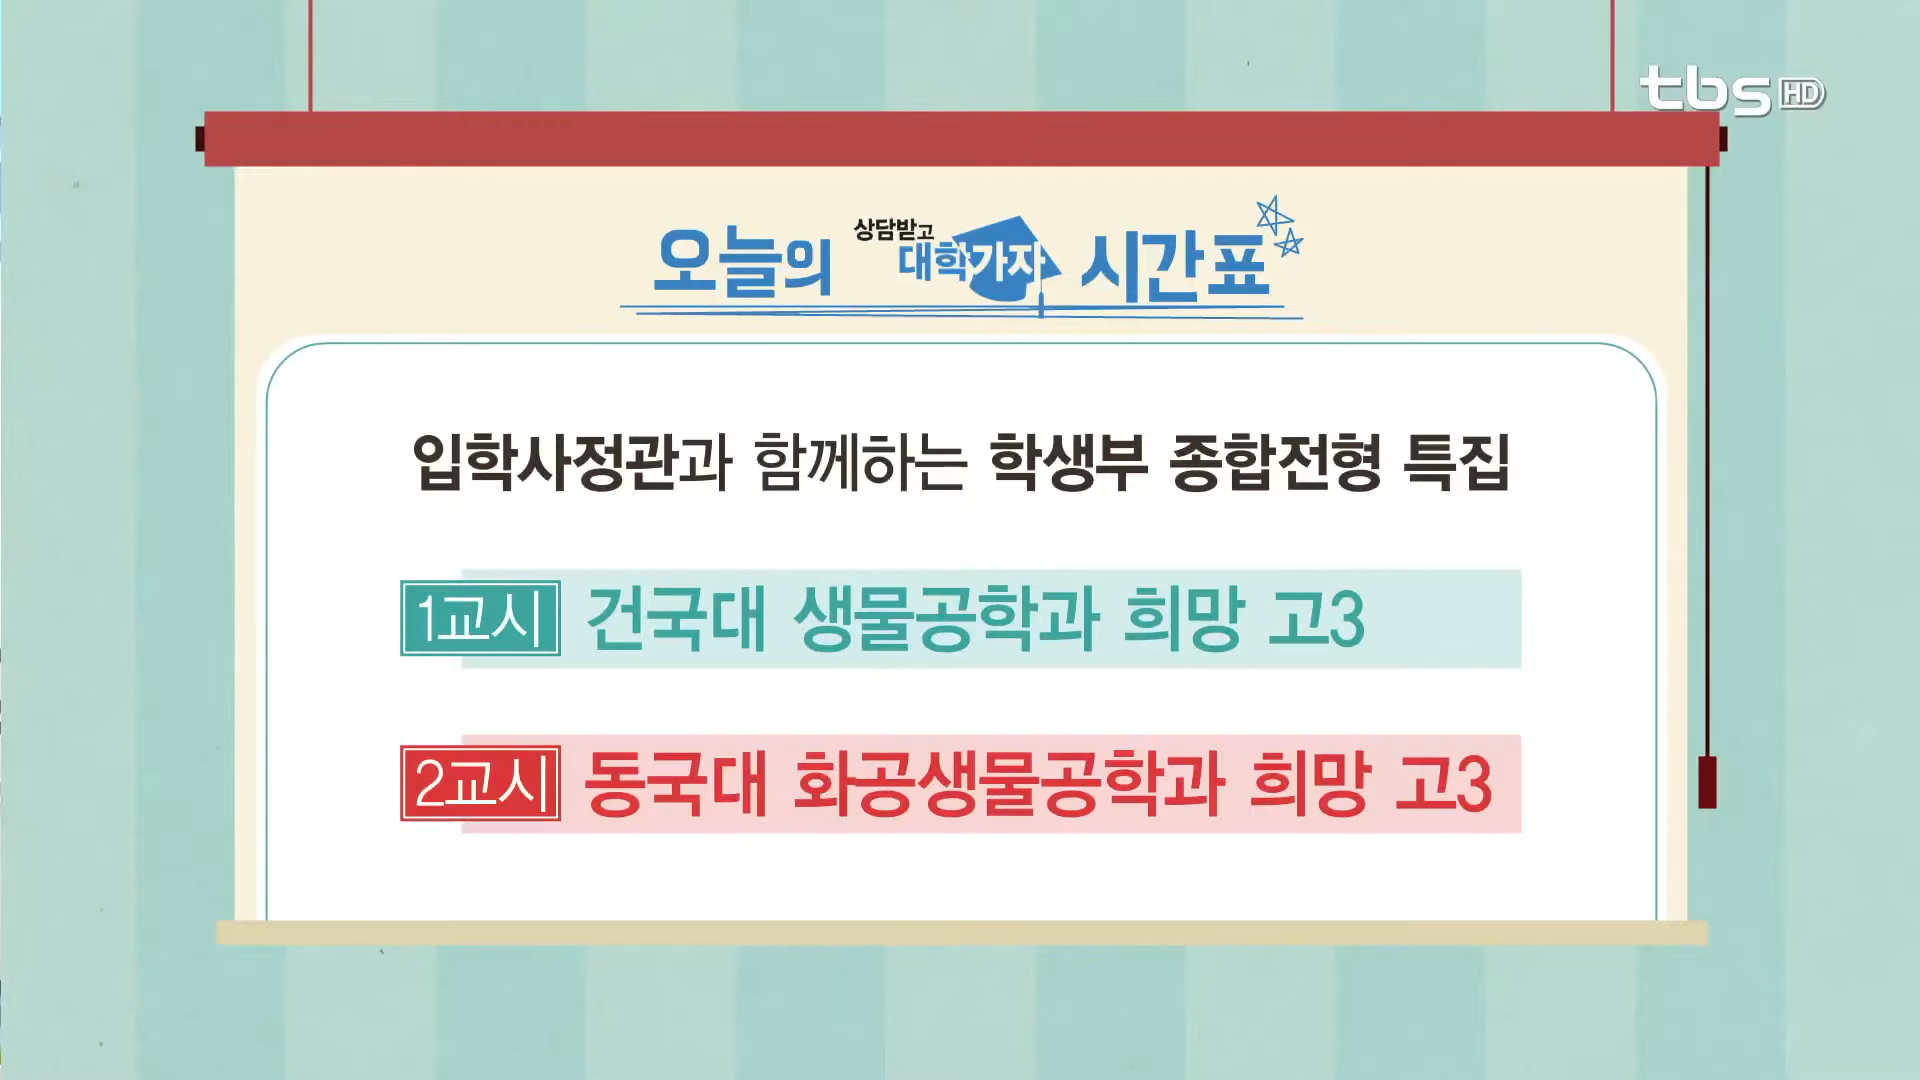 tbs HD
오늘의 상담받고 대학가자 시간표
입학사정관과 함께하는 학생부 종합전형 특집
1교시 건국대 생물공학과 희망 고3
2교시 동국대 화공생물공학과 희망 고3